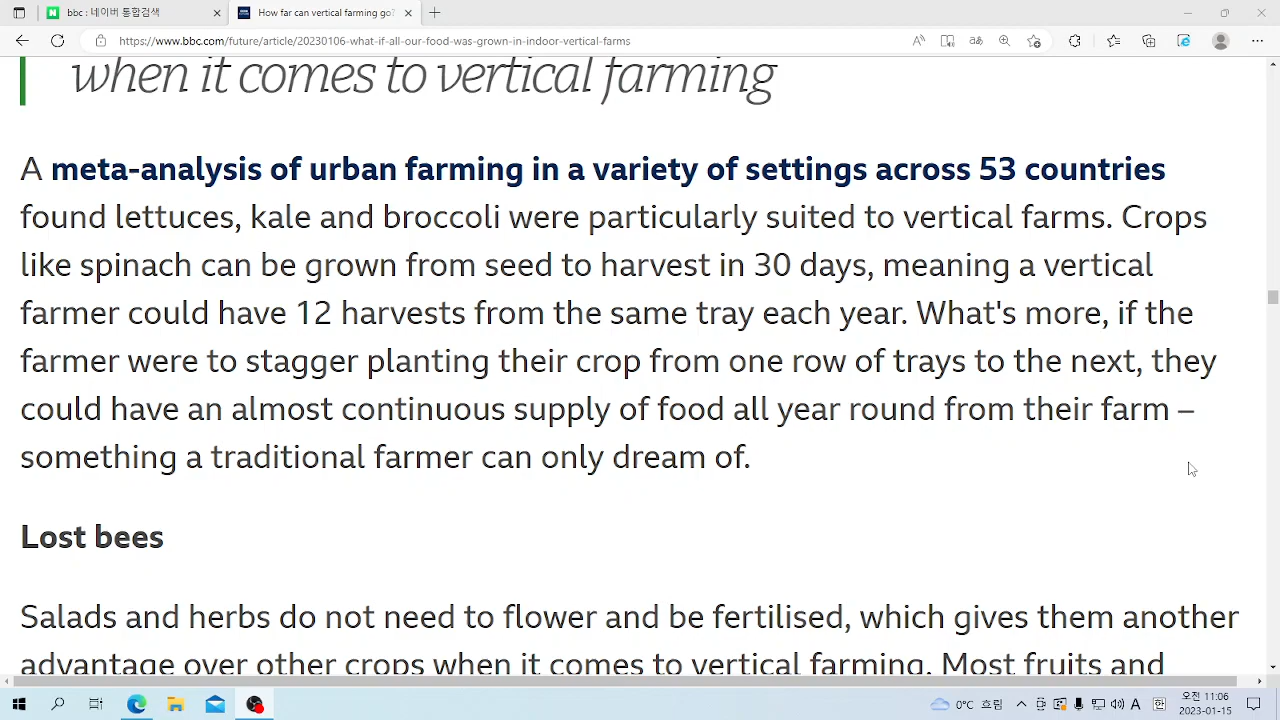 bbc : 네이버 통합검색
How far can vertical farming go?
https://www.bbc.com/future/article/20230106-what-if-all-our-food-was-grown-in-indoor-vertical-farms
when it comes to vertical farming
A meta-analysis of urban farming in a variety of settings across 53 countries
found lettuces, kale and broccoli were particularly suited to vertical farms. Crops
like spinach can be grown from seed to harvest in 30 days, meaning a vertical
farmer could have 12 harvests from the same tray each year. What's more, if the
farmer were to stagger planting their crop from one row of trays to the next, they
could have an almost continuous supply of food all year round from their farm –
something a traditional farmer can only dream of.
Lost bees
Salads and herbs do not need to flower and be fertilised, which gives them another
advantage over other crops when it comes to vertical farming. Most fruits and
0°C 흐림
A
오전 11:06
2023-01-15